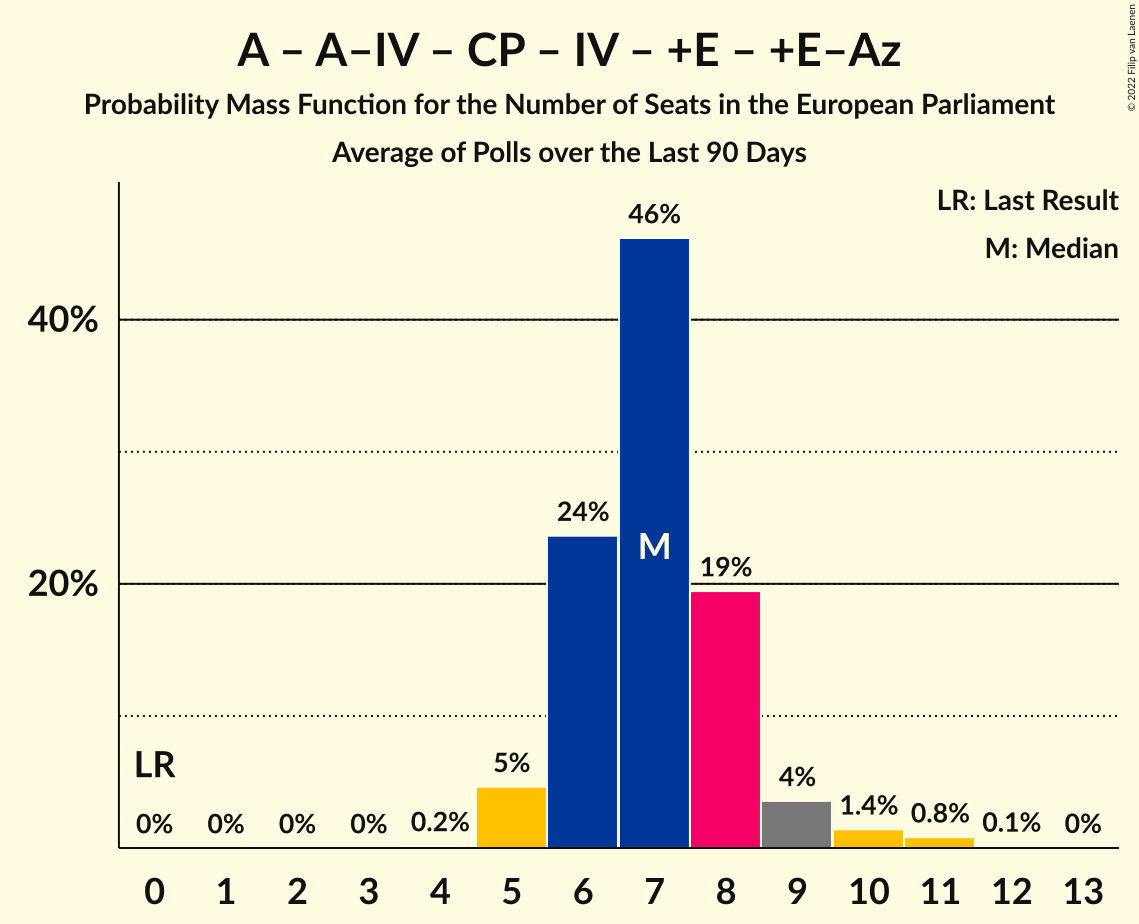 A – A–IV – CP – IV – +E – +E–Az
Probability Mass Function for the Number of Seats in the European Parliament
Average of Polls over the Last 90 Days
© 2022 Filip van Laenen
LR: Last Result
M: Median
40%
20%
LR
0%
0%
0%
0%
0.2%
5%
24%
46%
M
19%
4%
1.4%
0.8%
0.1%
0%
0 1 2 3 4 5 6 7 8 9 10 11 12 13